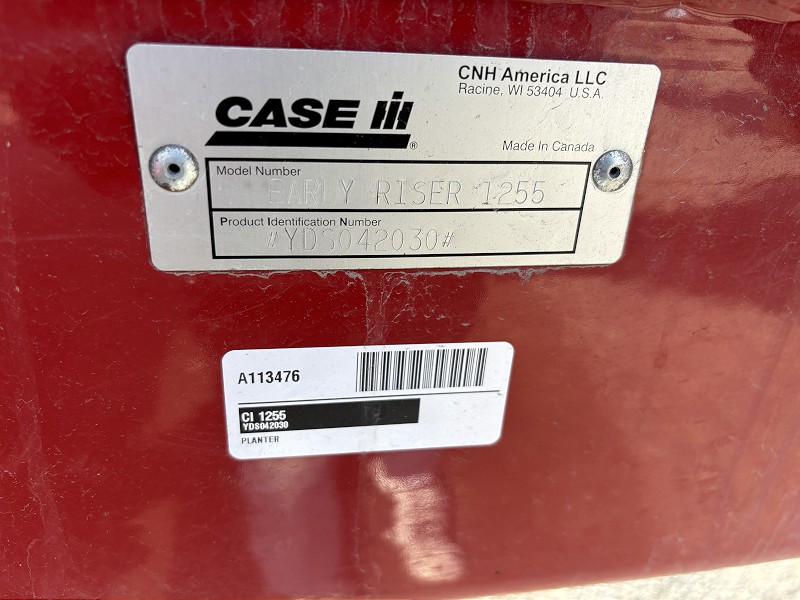 CNH America LLC
Racine, WI 53404 U.S.A.
CASE IH
®
Made In Canada
Model Number
EARLY RISER 1255
Product Identification Number
#YDS042030#
A113476
CI 1255
YDS042030
PLANTER